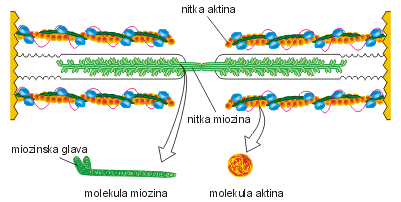 nitka aktina
nitka miozina
miozinska glava
molekula miozina
molekula aktina